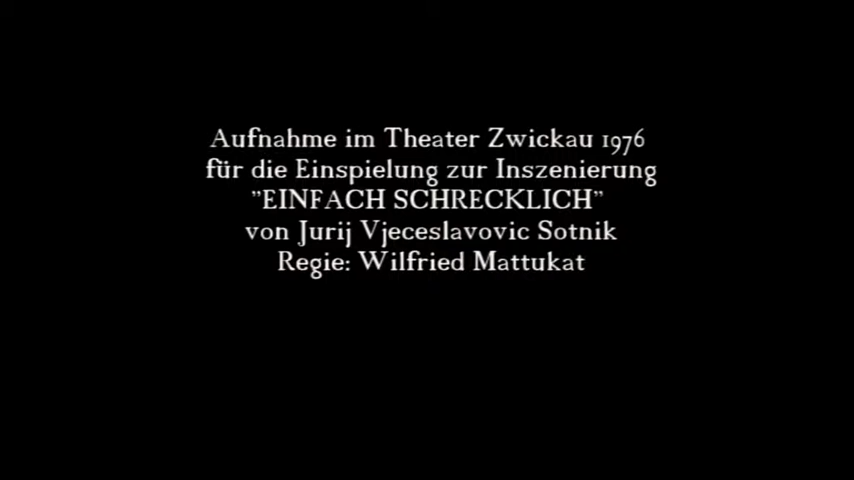 Aufnahme im Theater Zwickau 1976
für die Einspielung zur Inszenierung
"EINFACH SCHRECKLICH"
von Jurij Vjeceslavovic Sotnik
Regie: Wilfried Mattukat